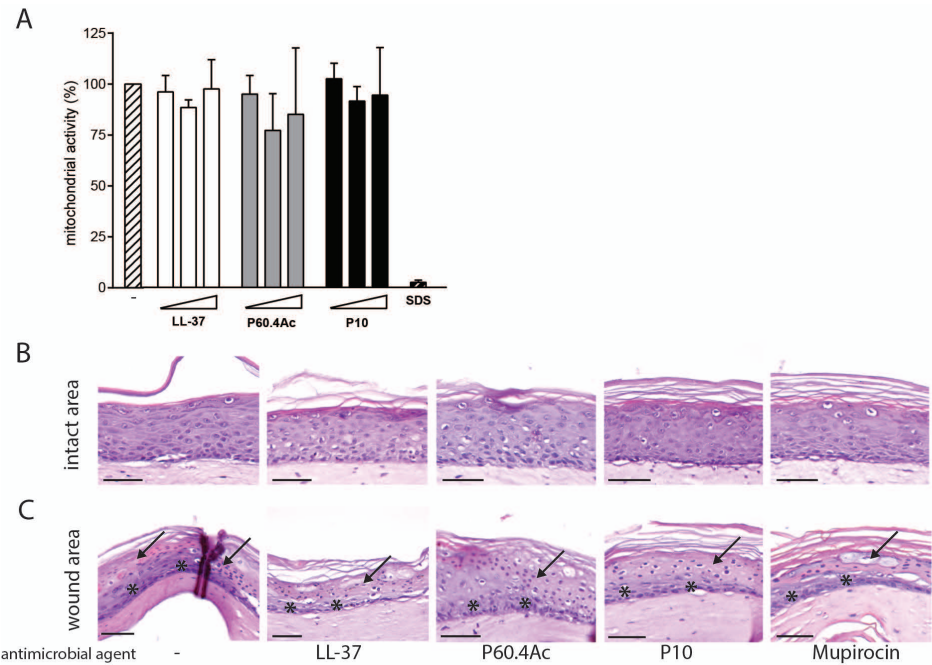 A
mitochondrial activity (%)
125
100
75
50
25
0
-
LL-37
P60.4Ac
P10
SDS
B
intact area
C
wound area
*
*
*
*
*
*
*
*
*
*
antimicrobial agent - LL-37 P60.4Ac P10 Mupirocin